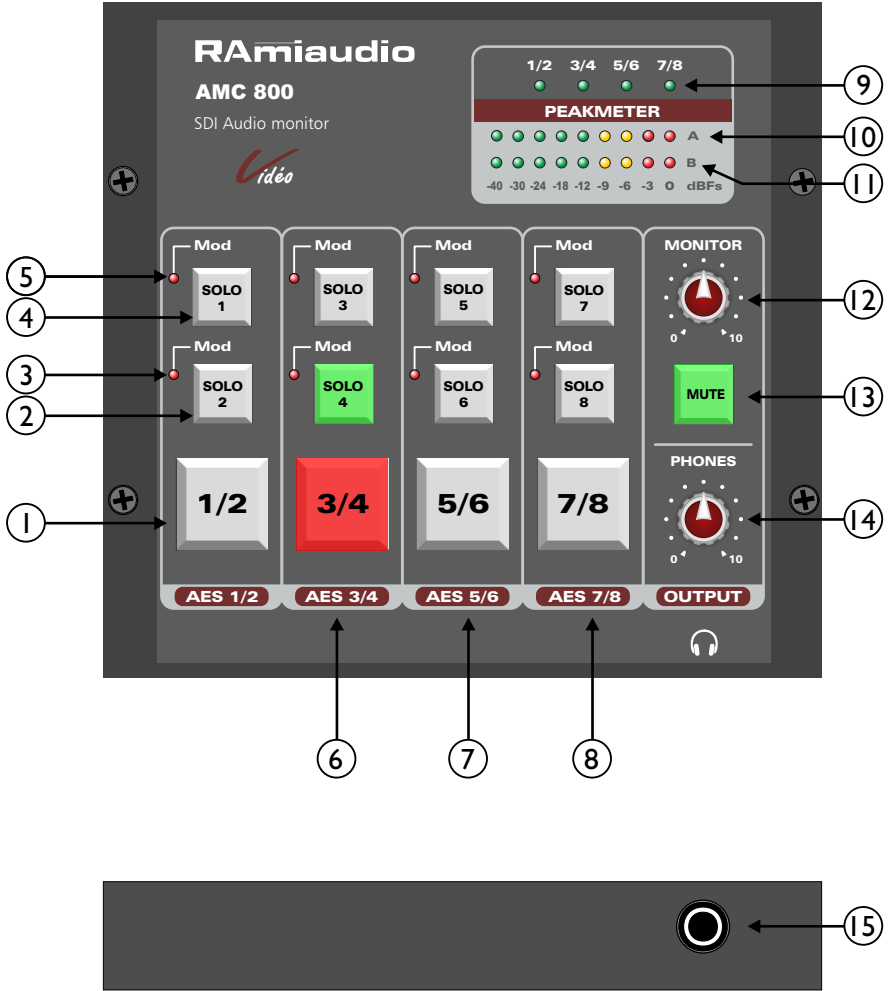 RAmiaudio
AMC 800
SDI Audio monitor
Vidéo
1/2 3/4 5/6 7/8
9
PEAKMETER
A
10
B
11
-40 -30 -24 -18 -12 -9 -6 -3 0 dBFs
Mod Mod Mod Mod MONITOR
5
SOLO 1
SOLO 3
SOLO 5
SOLO 7
4
12
0 10
Mod Mod Mod Mod
3
SOLO 2
SOLO 4
SOLO 6
SOLO 8
MUTE
13
2
PHONES
1
1/2 3/4 5/6 7/8
14
0 10
AES 1/2 AES 3/4 AES 5/6 AES 7/8 OUTPUT
6 7 8
15